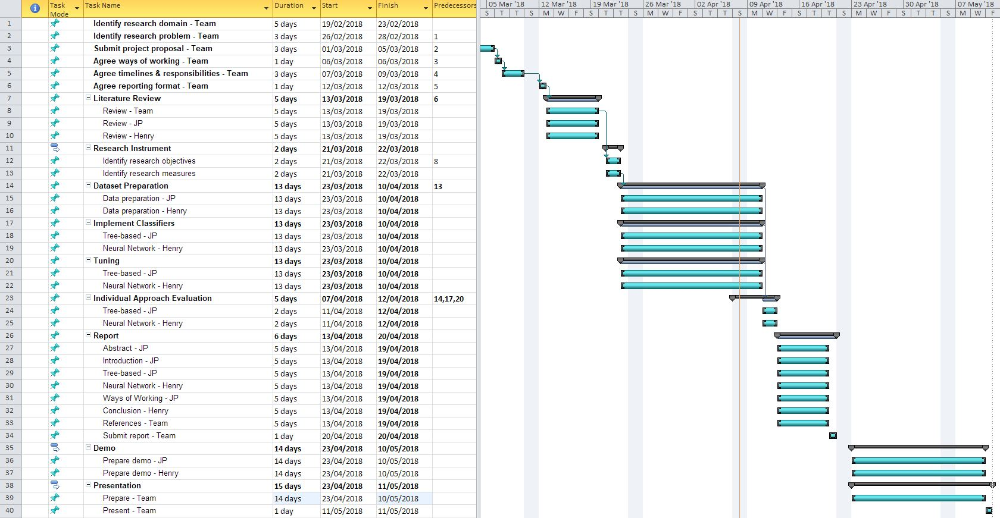 Task Mode Task Name Duration Start Finish Predecessors
05 Mar '18 12 Mar '18 19 Mar '18 26 Mar '18 02 Apr '18 09 Apr '18 16 Apr '18 23 Apr '18 30 Apr '18 07 May '18
S T T S M W F S T T S M W F S T T S M W F S T T S M W F
1 Identify research domain - Team 5 days 19/02/2018 23/02/2018
2 Identify research problem - Team 3 days 26/02/2018 28/02/2018 1
3 Submit project proposal - Team 3 days 01/03/2018 05/03/2018 2
4 Agree ways of working - Team 1 day 06/03/2018 06/03/2018 3
5 Agree timelines & responsibilities - Team 3 days 07/03/2018 09/03/2018 4
6 Agree reporting format - Team 1 day 12/03/2018 12/03/2018 5
7 Literature Review 5 days 13/03/2018 19/03/2018 6
8 Review - Team 5 days 13/03/2018 19/03/2018
9 Review - JP 5 days 13/03/2018 19/03/2018
10 Review - Henry 5 days 13/03/2018 19/03/2018
11 Research Instrument 2 days 21/03/2018 22/03/2018
12 Identify research objectives 2 days 21/03/2018 22/03/2018 8
13 Identify research measures 2 days 21/03/2018 22/03/2018
14 Dataset Preparation 13 days 23/03/2018 10/04/2018 13
15 Data preparation - JP 13 days 23/03/2018 10/04/2018
16 Data preparation - Henry 13 days 23/03/2018 10/04/2018
17 Implement Classifiers 13 days 23/03/2018 10/04/2018
18 Tree-based - JP 13 days 23/03/2018 10/04/2018
19 Neural Network - Henry 13 days 23/03/2018 10/04/2018
20 Tuning 13 days 23/03/2018 10/04/2018
21 Tree-based - JP 13 days 23/03/2018 10/04/2018
22 Neural Network - Henry 13 days 23/03/2018 10/04/2018
23 Individual Approach Evaluation 5 days 07/04/2018 12/04/2018 14,17,20
24 Tree-based - JP 2 days 11/04/2018 12/04/2018
25 Neural Network - Henry 2 days 11/04/2018 12/04/2018
26 Report 6 days 13/04/2018 20/04/2018
27 Abstract - JP 5 days 13/04/2018 19/04/2018
28 Introduction - JP 5 days 13/04/2018 19/04/2018
29 Tree-based - JP 5 days 13/04/2018 19/04/2018
30 Neural Network - Henry 5 days 13/04/2018 19/04/2018
31 Ways of Working - JP 5 days 13/04/2018 19/04/2018
32 Conclusion - Henry 5 days 13/04/2018 19/04/2018
33 References - Team 5 days 13/04/2018 19/04/2018
34 Submit report - Team 1 day 20/04/2018 20/04/2018
35 Demo 14 days 23/04/2018 10/05/2018
36 Prepare demo - JP 14 days 23/04/2018 10/05/2018
37 Prepare demo - Henry 14 days 23/04/2018 10/05/2018
38 Presentation 15 days 23/04/2018 11/05/2018
39 Prepare - Team 14 days 23/04/2018 10/05/2018
40 Present - Team 1 day 11/05/2018 11/05/2018